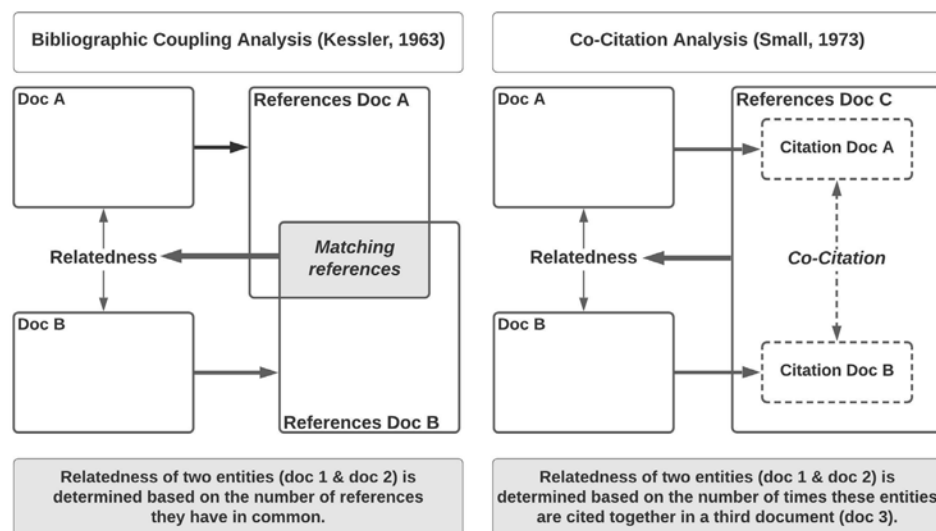 Bibliographic Coupling Analysis (Kessler, 1963)
Doc A
References Doc A
Relatedness
Matching
references
Doc B
References Doc B
Relatedness of two entities (doc 1 & doc 2) is
determined based on the number of references
they have in common.
Co-Citation Analysis (Small, 1973)
Doc A
References Doc C
Citation Doc A
Relatedness
Co-Citation
Doc B
Citation Doc B
Relatedness of two entities (doc 1 & doc 2) is
determined based on the number of times these entities
are cited together in a third document (doc 3).